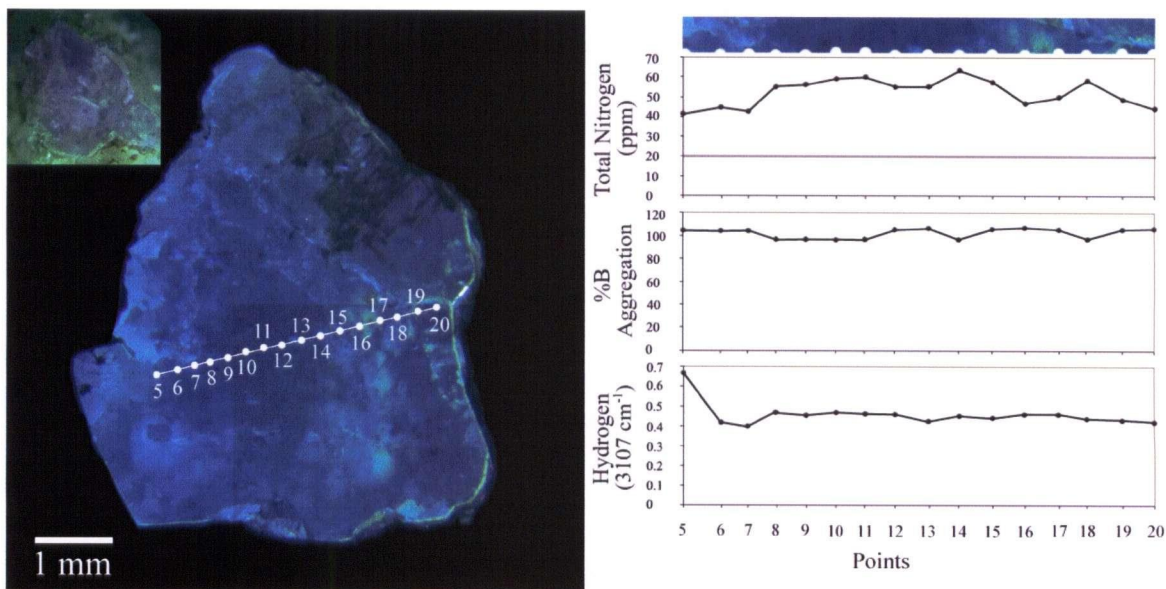 5 6 7 8 9 10 11 12 13 14 15 16 17 18 19 20
1 mm
Total Nitrogen
(ppm)
70
60
50
40
30
20
10
0
%B
Aggregation
120
100
80
60
40
20
0
Hydrogen
(3107 cm⁻¹)
0.7
0.6
0.5
0.4
0.3
0.2
0.1
0
5 6 7 8 9 10 11 12 13 14 15 16 17 18 19 20
Points